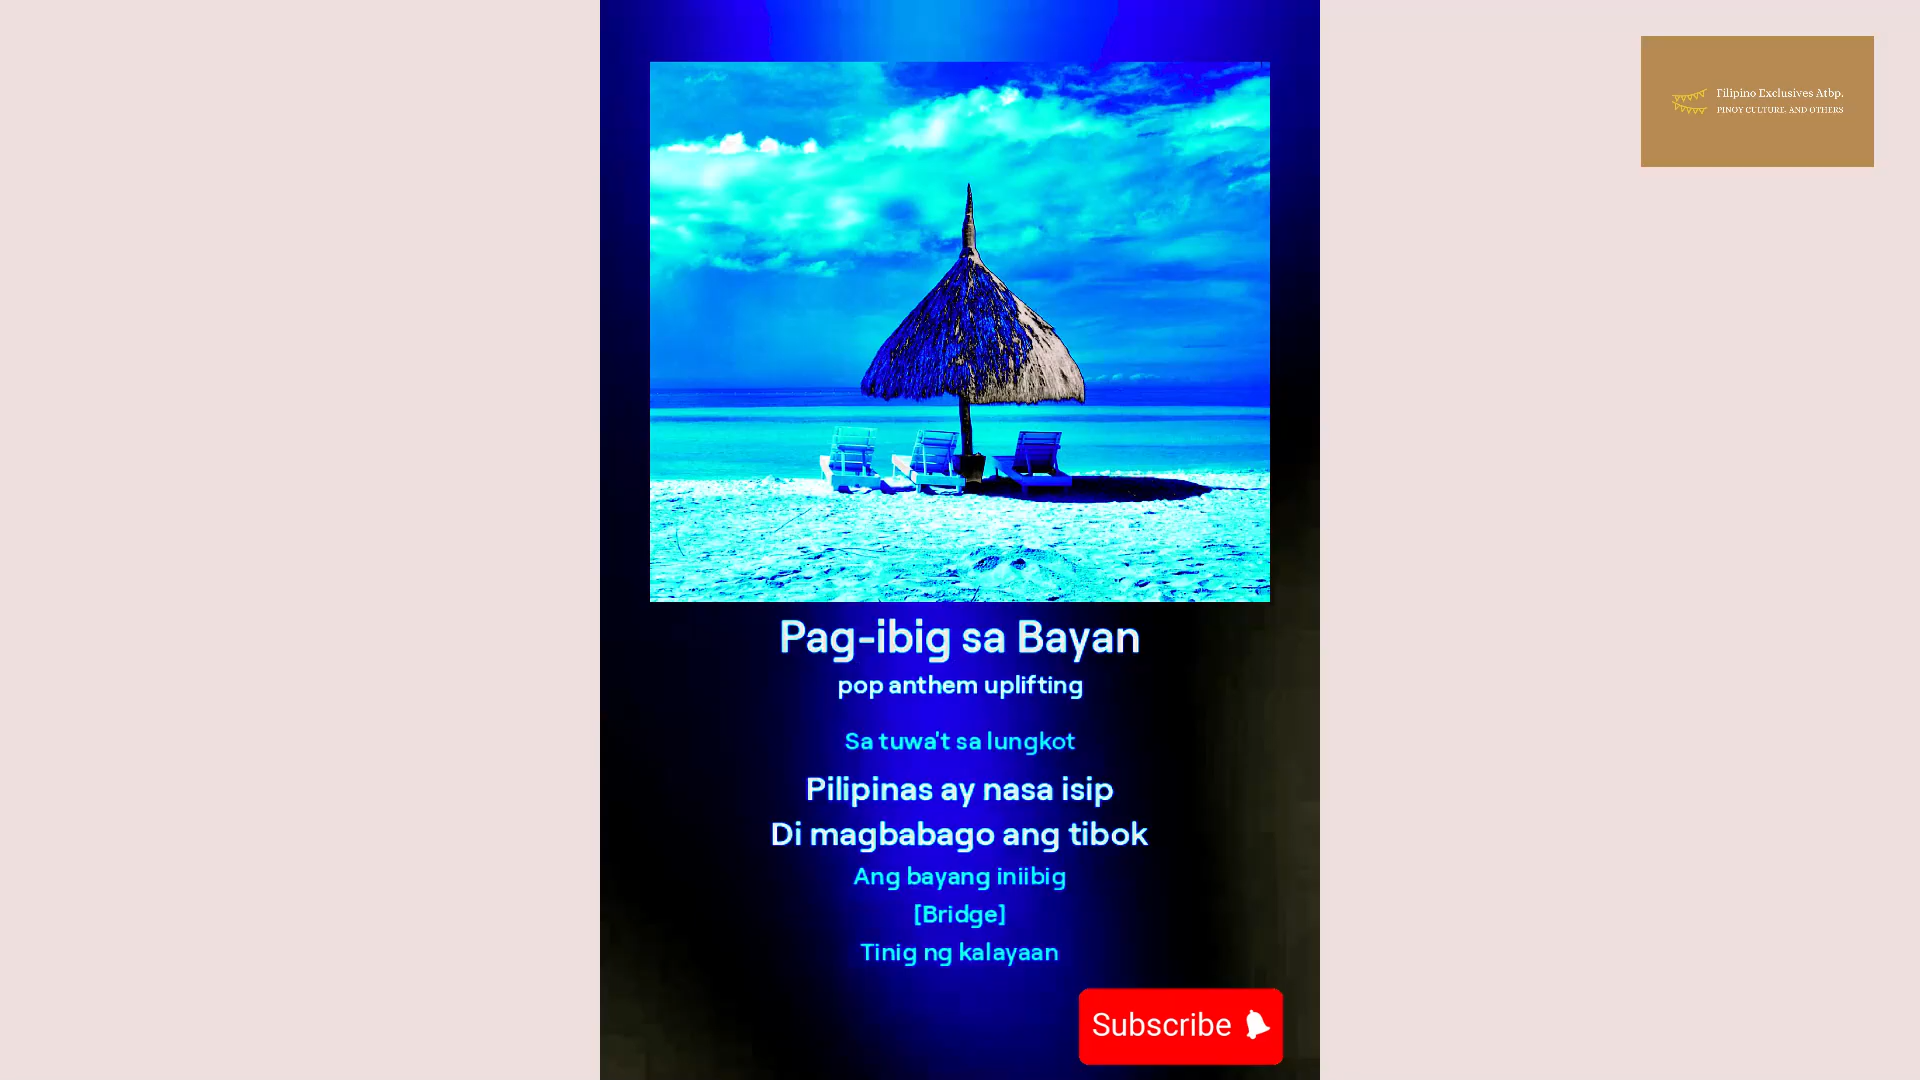 Filipino Exclusives Atbp.
PINOY CULTURE, AND OTHERS
Pag-ibig sa Bayan
pop anthem uplifting
Sa tuwa't sa lungkot
Pilipinas ay nasa isip
Di magbabago ang tibok
Ang bayang iniibig
[Bridge]
Tinig ng kalayaan
Subscribe